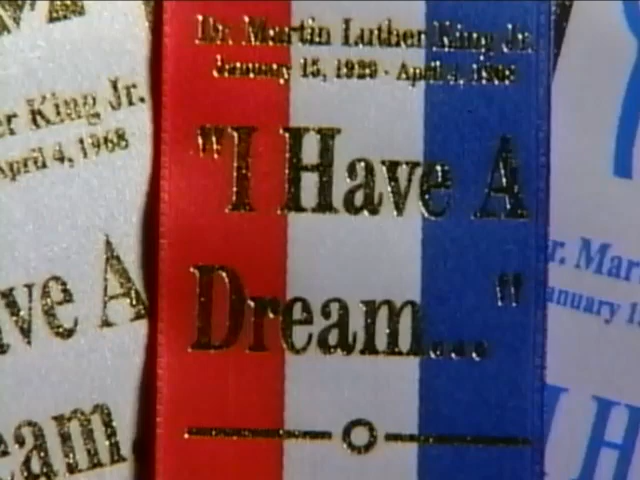 Dr. Martin Luther King Jr.
January 15, 1929 - April 4, 1968
"I Have A
Dream..."
er King Jr.
April 4, 1968
ave A
eam
r. Mar
anuary 1
I H